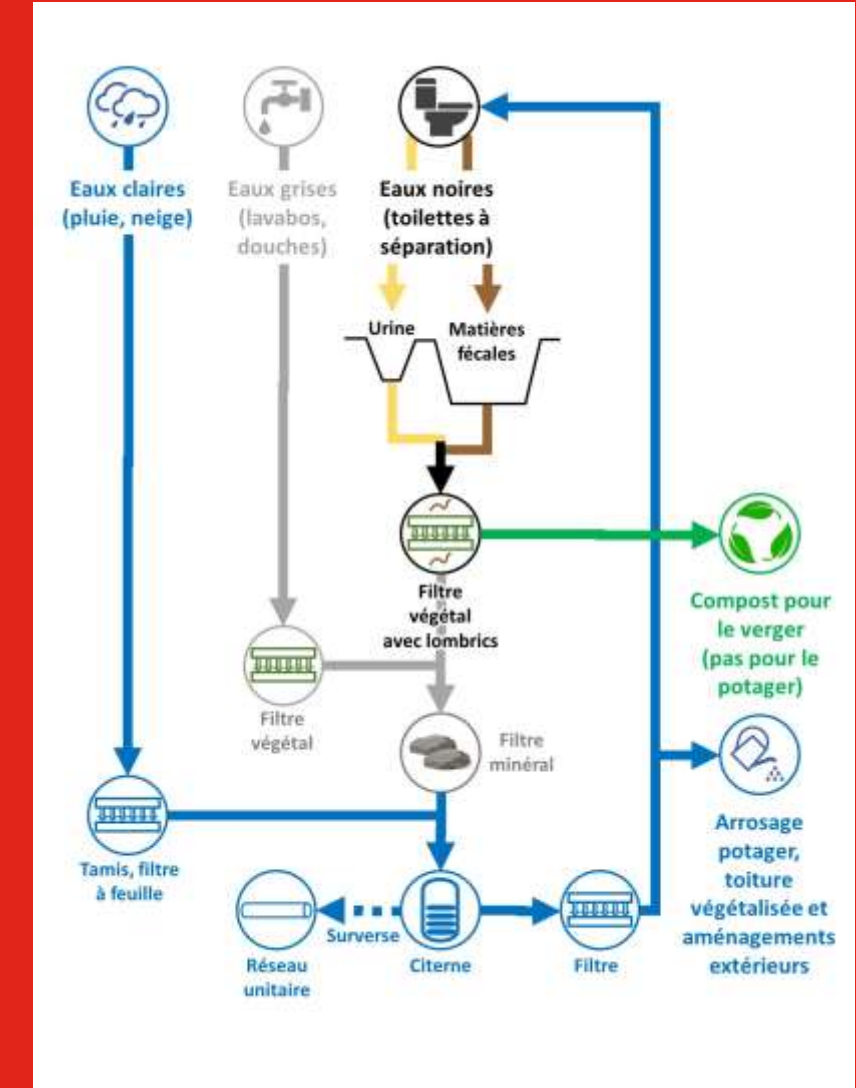 Eaux claires
(pluie, neige)
Eaux grises
(lavabos,
douches)
Eaux noires
(toilettes à
séparation)
Urine
Matières
fécales
Filtre
végétal
avec lombrics
Compost pour
le verger
(pas pour le
potager)
Filtre
végétal
Filtre
minéral
Tamis, filtre
à feuille
Arrosage
potager,
toiture
végétalisée et
aménagements
extérieurs
Surverse
Réseau
unitaire
Citerne
Filtre